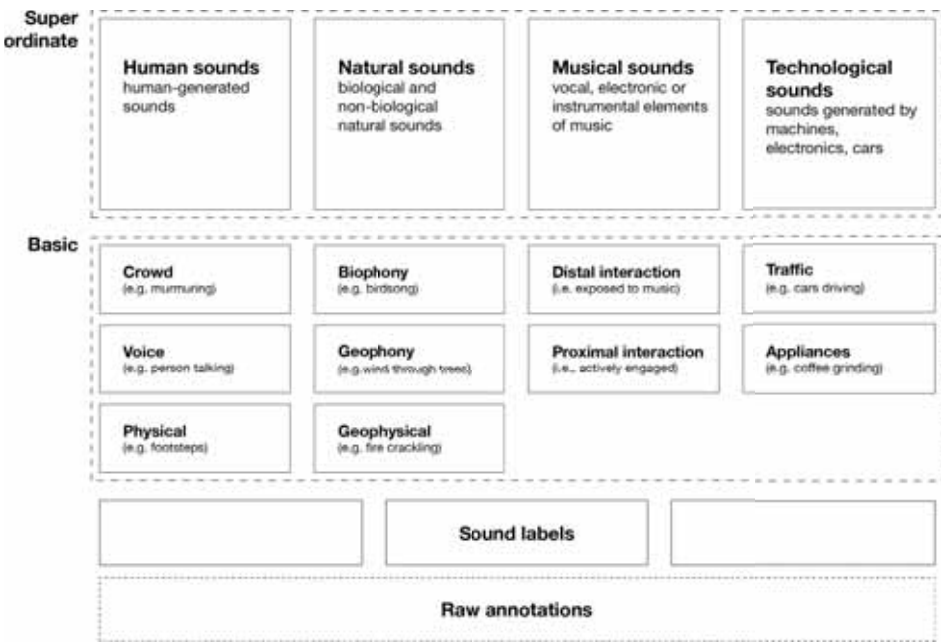 Super
ordinate
Human sounds
human-generated
sounds
Natural sounds
biological and
non-biological
natural sounds
Musical sounds
vocal, electronic or
instrumental elements
of music
Technological
sounds
sounds generated by
machines,
electronics, cars
Basic
Crowd
(e.g. murmuring)
Biophony
(e.g. birdsong)
Distal interaction
(i.e. exposed to music)
Traffic
(e.g. cars driving)
Voice
(e.g. person talking)
Geophony
(e.g.wind through trees)
Proximal interaction
(i.e., actively engaged)
Appliances
(e.g. coffee grinding)
Physical
(e.g. footsteps)
Geophysical
(e.g. fire crackling)
Sound labels
Raw annotations